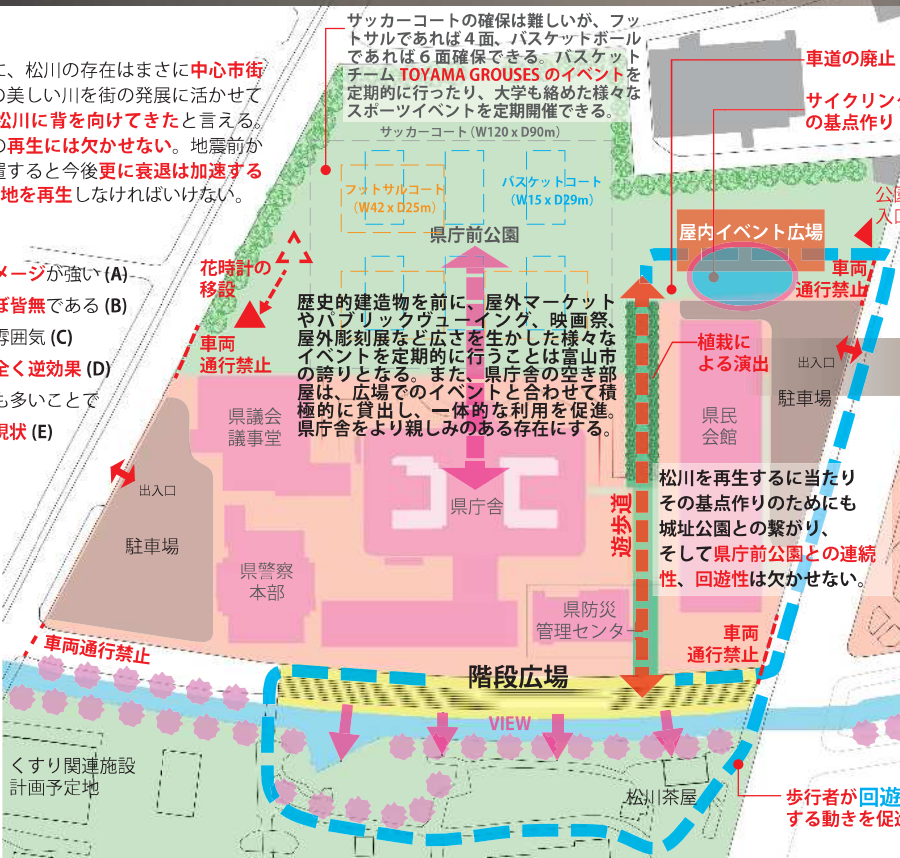 サッカーコートの確保は難しいが、フッ
トサルであれば４面、バスケットボール
であれば６面確保できる。バスケット
チーム TOYAMA GROUSES のイベントを
定期的に行ったり、大学も絡めた様々な
スポーツイベントを定期開催できる。
サッカーコート（W120 x D90m）
に、松川の存在はまさに中心市街
の美しい川を街の発展に活かせて
松川に背を向けてきたと言える。
の再生には欠かせない。地震前か
置すると今後更に衰退は加速する
地を再生しなければいけない。
車道の廃止
サイクリング
の基点作り
フットサルコート
（W42 x D25m）
バスケットコート
（W15 x D29m）
県庁前公園
公園
入口
屋内イベント広場
車両
通行禁止
メージが強い (A)
ぼ皆無である (B)
雰囲気 (C)
全く逆効果 (D)
も多いことで
現状 (E)
花時計の
移設
車両
通行禁止
歴史的建造物を前に、屋外マーケット
やパブリックヴューイング、映画祭、
屋外彫刻展など広さを生かした様々な
イベントを定期的に行うことは富山市
の誇りとなる。また、県庁舎の空き部
屋は、広場でのイベントと合わせて積
極的に貸出し、一体的な利用を促進。
県庁舎をより親しみのある存在にする。
植栽に
よる演出
出入口
駐車場
県議会
議事堂
県民
会館
県庁舎
出入口
駐車場
松川を再生するに当たり
その基点作りのためにも
城址公園との繋がり、
そして県庁前公園との連続
性、回遊性は欠かせない。
遊歩道
県警察
本部
県防災
管理センター
車両
通行禁止
車両通行禁止
階段広場
VIEW
くすり関連施設
計画予定地
松川茶屋
歩行者が回遊
する動きを促進